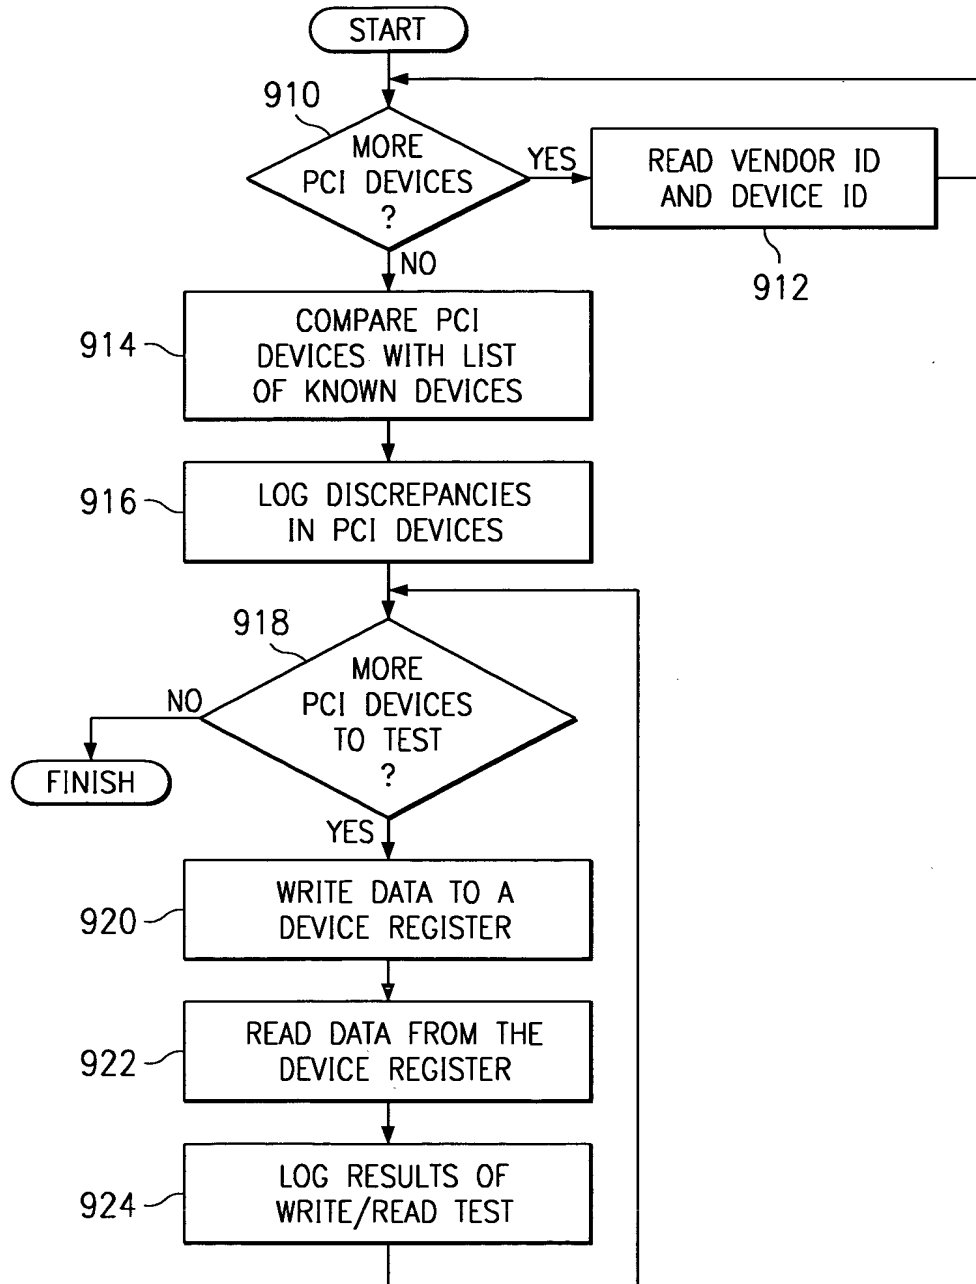 START
910
MORE
PCI DEVICES
?
YES
READ VENDOR ID
AND DEVICE ID
912
NO
914
COMPARE PCI
DEVICES WITH LIST
OF KNOWN DEVICES
916
LOG DISCREPANCIES
IN PCI DEVICES
918
MORE
PCI DEVICES
TO TEST
?
NO
FINISH
YES
920
WRITE DATA TO A
DEVICE REGISTER
922
READ DATA FROM THE
DEVICE REGISTER
924
LOG RESULTS OF
WRITE/READ TEST